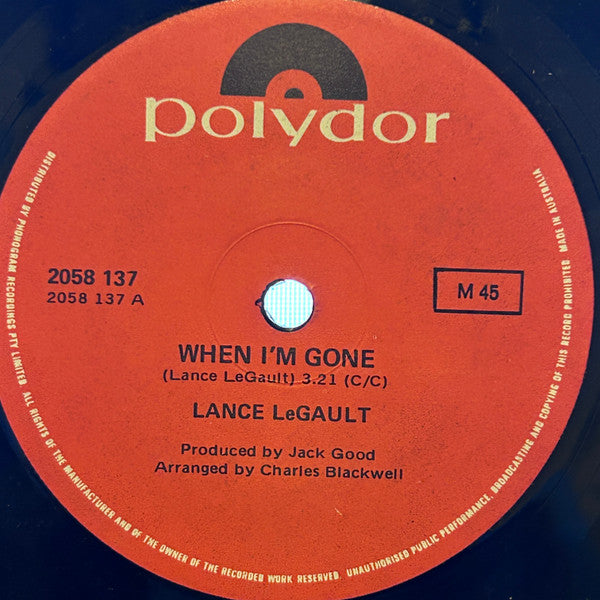 polydor
2058 137
2058 137 A
M 45
WHEN I'M GONE
(Lance LeGault) 3.21 (C/C)
LANCE LeGAULT
Produced by Jack Good
Arranged by Charles Blackwell
DISTRIBUTED BY PHONOGRAM RECORDINGS PTY LIMITED. ALL RIGHTS OF THE MANUFACTURER AND OF THE OWNER OF THE RECORDED WORK RESERVED. UNAUTHORISED PUBLIC PERFORMANCE, BROADCASTING AND COPYING OF THIS RECORD PROHIBITED. MADE IN AUSTRALIA